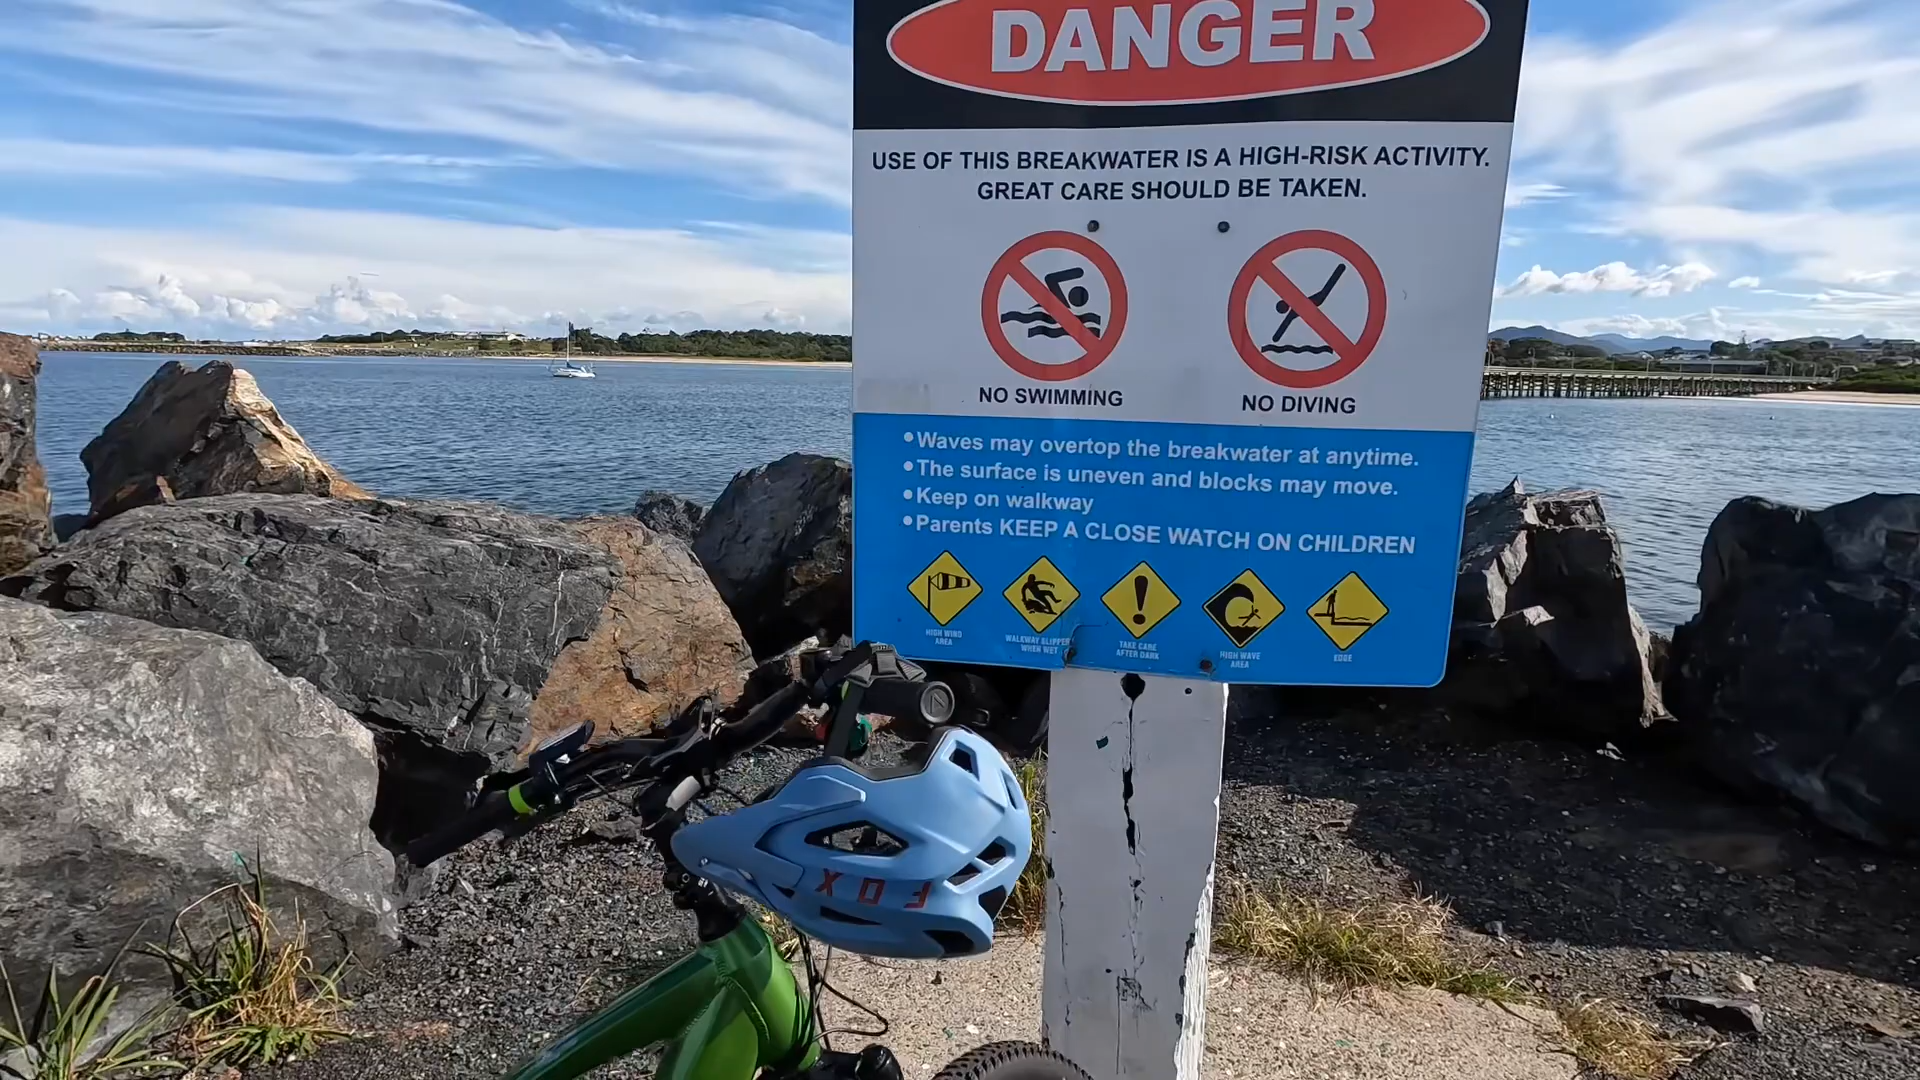 DANGER
USE OF THIS BREAKWATER IS A HIGH-RISK ACTIVITY.
GREAT CARE SHOULD BE TAKEN.
NO SWIMMING
NO DIVING
•Waves may overtop the breakwater at anytime.
•The surface is uneven and blocks may move.
•Keep on walkway
•Parents KEEP A CLOSE WATCH ON CHILDREN
HIGH WIND
AREA
WALKWAY SLIPPERY
WHEN WET
TAKE CARE
AFTER DARK
HIGH WAVE
AREA
EDGE
FOX